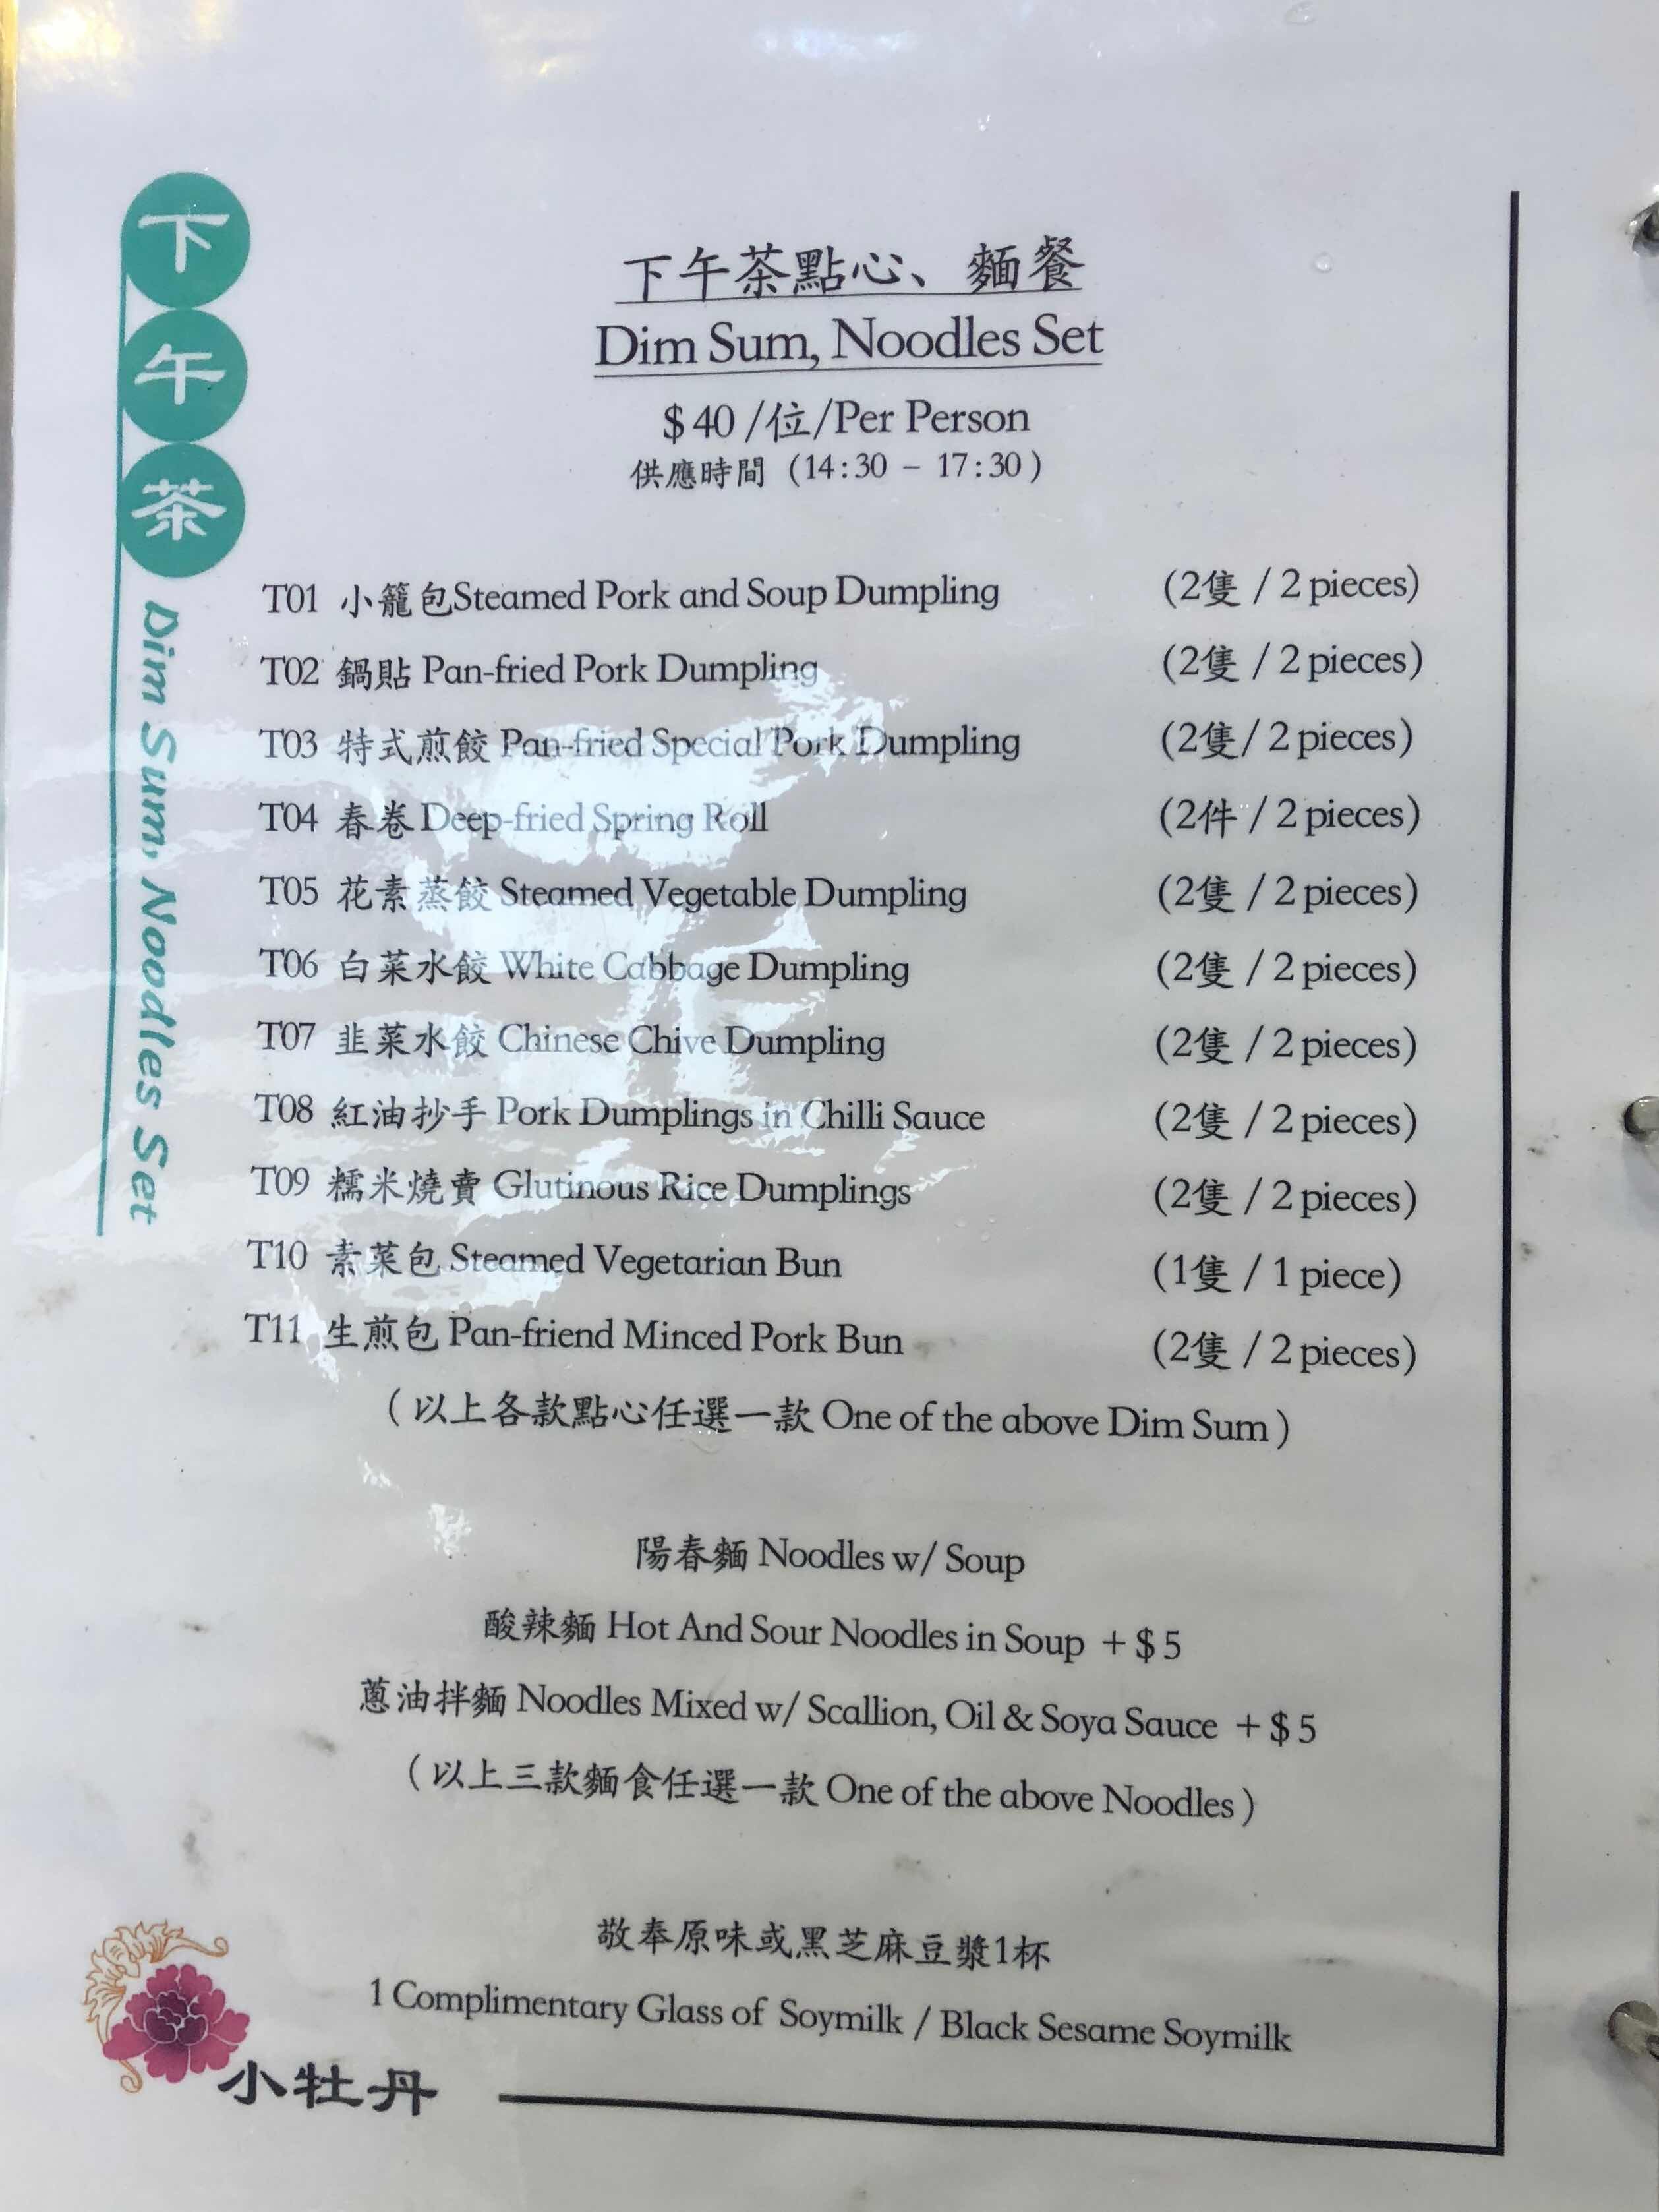 下午茶
Dim Sum, Noodles Set
下午茶點心、麵餐
Dim Sum, Noodles Set
$40 /位/Per Person
供應時間 (14:30 – 17:30)
T01 小籠包Steamed Pork and Soup Dumpling (2隻 / 2 pieces)
T02 鍋貼 Pan-fried Pork Dumpling (2隻 / 2 pieces)
T03 特式煎餃 Pan-fried Special Pork Dumpling (2隻/ 2 pieces)
T04 春卷 Deep-fried Spring Roll (2件 / 2 pieces)
T05 花素蒸餃 Steamed Vegetable Dumpling (2隻 / 2 pieces)
T06 白菜水餃 White Cabbage Dumpling (2隻 / 2 pieces)
T07 韭菜水餃 Chinese Chive Dumpling (2隻 / 2 pieces)
T08 紅油抄手 Pork Dumplings in Chilli Sauce (2隻 / 2 pieces)
T09 糯米燒賣 Glutinous Rice Dumplings (2隻 / 2 pieces)
T10 素菜包 Steamed Vegetarian Bun (1隻 / 1 piece)
T11 生煎包 Pan-friend Minced Pork Bun (2隻 / 2 pieces)
(以上各款點心任選一款 One of the above Dim Sum)
陽春麵 Noodles w/ Soup
酸辣麵 Hot And Sour Noodles in Soup +$5
蔥油拌麵 Noodles Mixed w/ Scallion, Oil & Soya Sauce +$5
(以上三款麵食任選一款 One of the above Noodles)
敬奉原味或黑芝麻豆漿1杯
1 Complimentary Glass of Soymilk / Black Sesame Soymilk
小牡丹